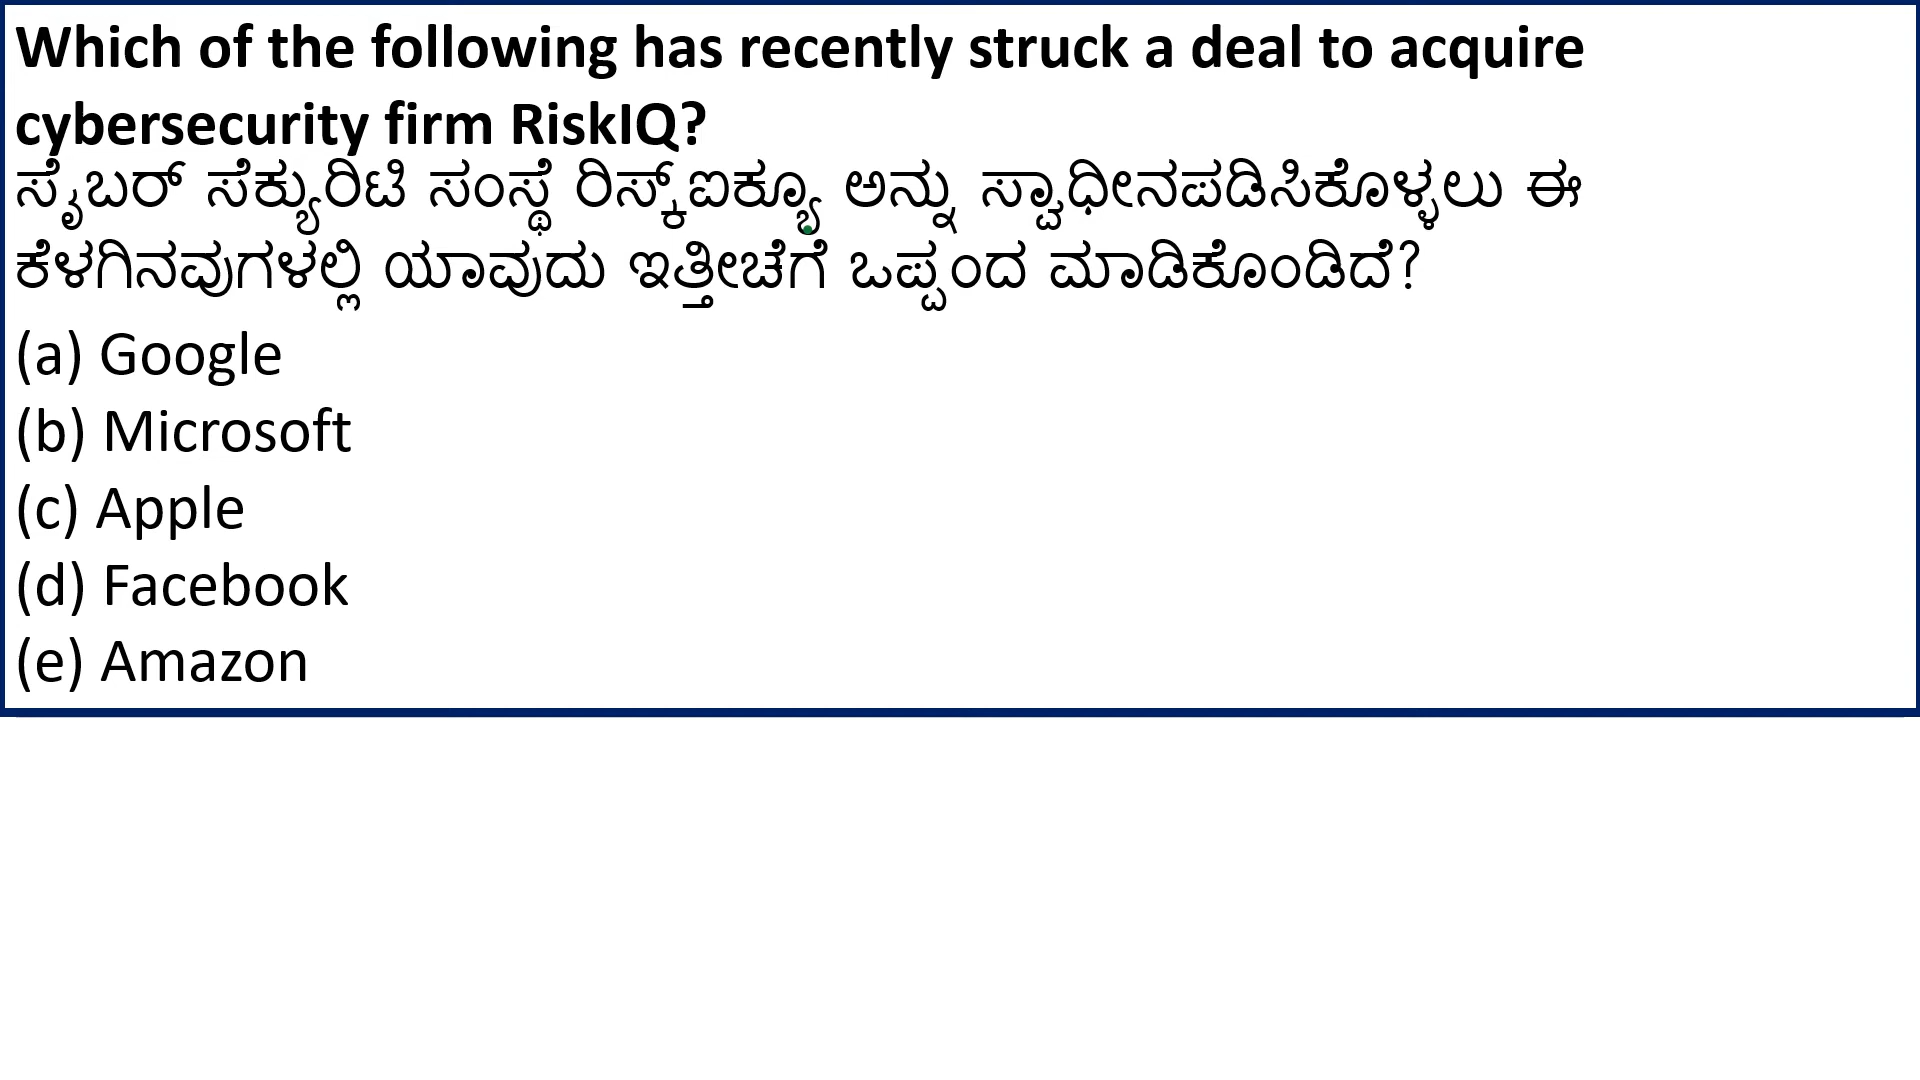 Which of the following has recently struck a deal to acquire
cybersecurity firm RiskIQ?
ಸೈಬರ್ ಸೆಕ್ಯುರಿಟಿ ಸಂಸ್ಥೆ ರಿಸ್ಕ್‌ಐಕ್ಯೂ ಅನ್ನು ಸ್ವಾಧೀನಪಡಿಸಿಕೊಳ್ಳಲು ಈ
ಕೆಳಗಿನವುಗಳಲ್ಲಿ ಯಾವುದು ಇತ್ತೀಚೆಗೆ ಒಪ್ಪಂದ ಮಾಡಿಕೊಂಡಿದೆ?
(a) Google
(b) Microsoft
(c) Apple
(d) Facebook
(e) Amazon